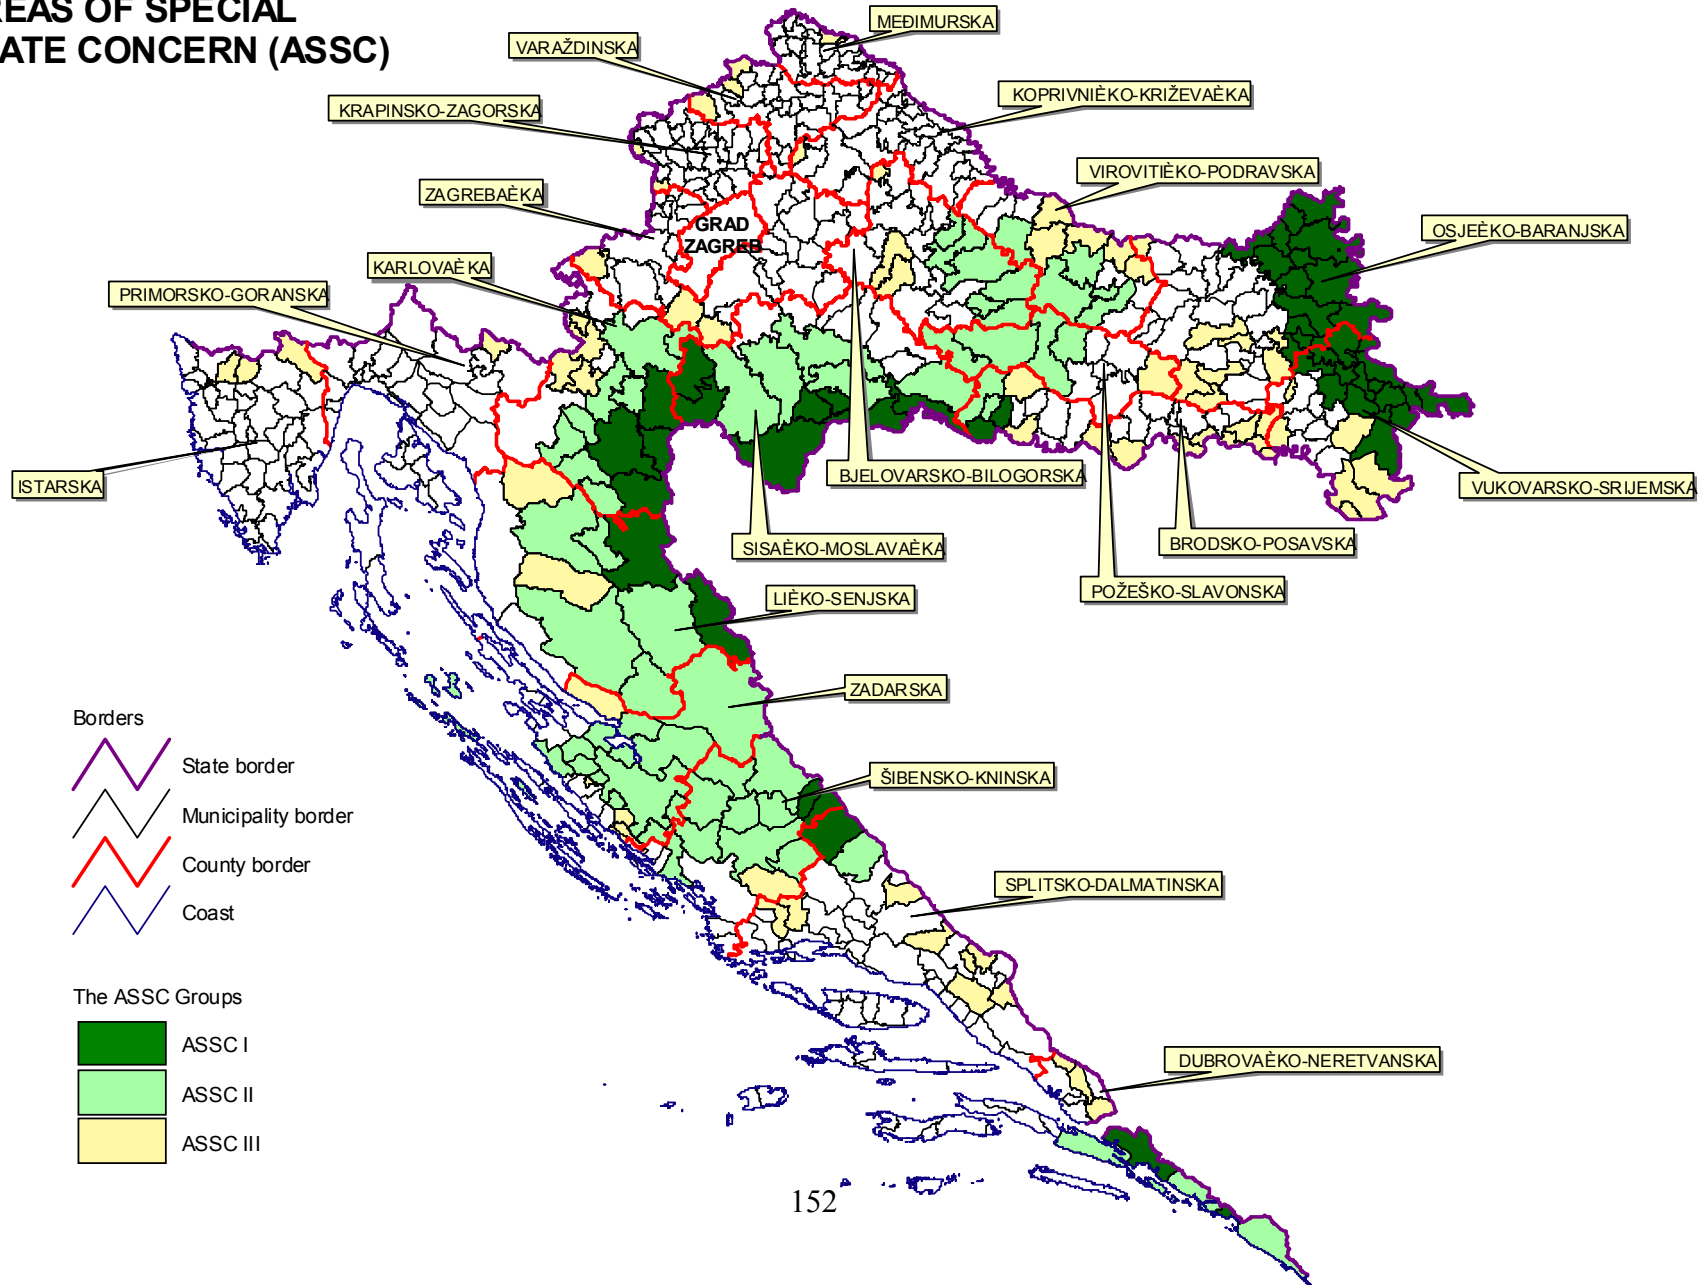 REAS OF SPECIAL
ATE CONCERN (ASSC)
MEĐIMURSKA
VARAŽDINSKA
KOPRIVNIÈKO-KRIŽEVAÈKA
KRAPINSKO-ZAGORSKA
VIROVITIÈKO-PODRAVSKA
ZAGREBAÈKA
GRAD
ZAGREB
OSJEÈKO-BARANJSKA
KARLOVAÈKA
PRIMORSKO-GORANSKA
ISTARSKA
BJELOVARSKO-BILOGORSKA
VUKOVARSKO-SRIJEMSKA
SISAÈKO-MOSLAVAÈKA
BRODSKO-POSAVSKA
POŽEŠKO-SLAVONSKA
LIÈKO-SENJSKA
ZADARSKA
Borders
State border
ŠIBENSKO-KNINSKA
Municipality border
County border
SPLITSKO-DALMATINSKA
Coast
The ASSC Groups
ASSC I
DUBROVAÈKO-NERETVANSKA
ASSC II
ASSC III
152